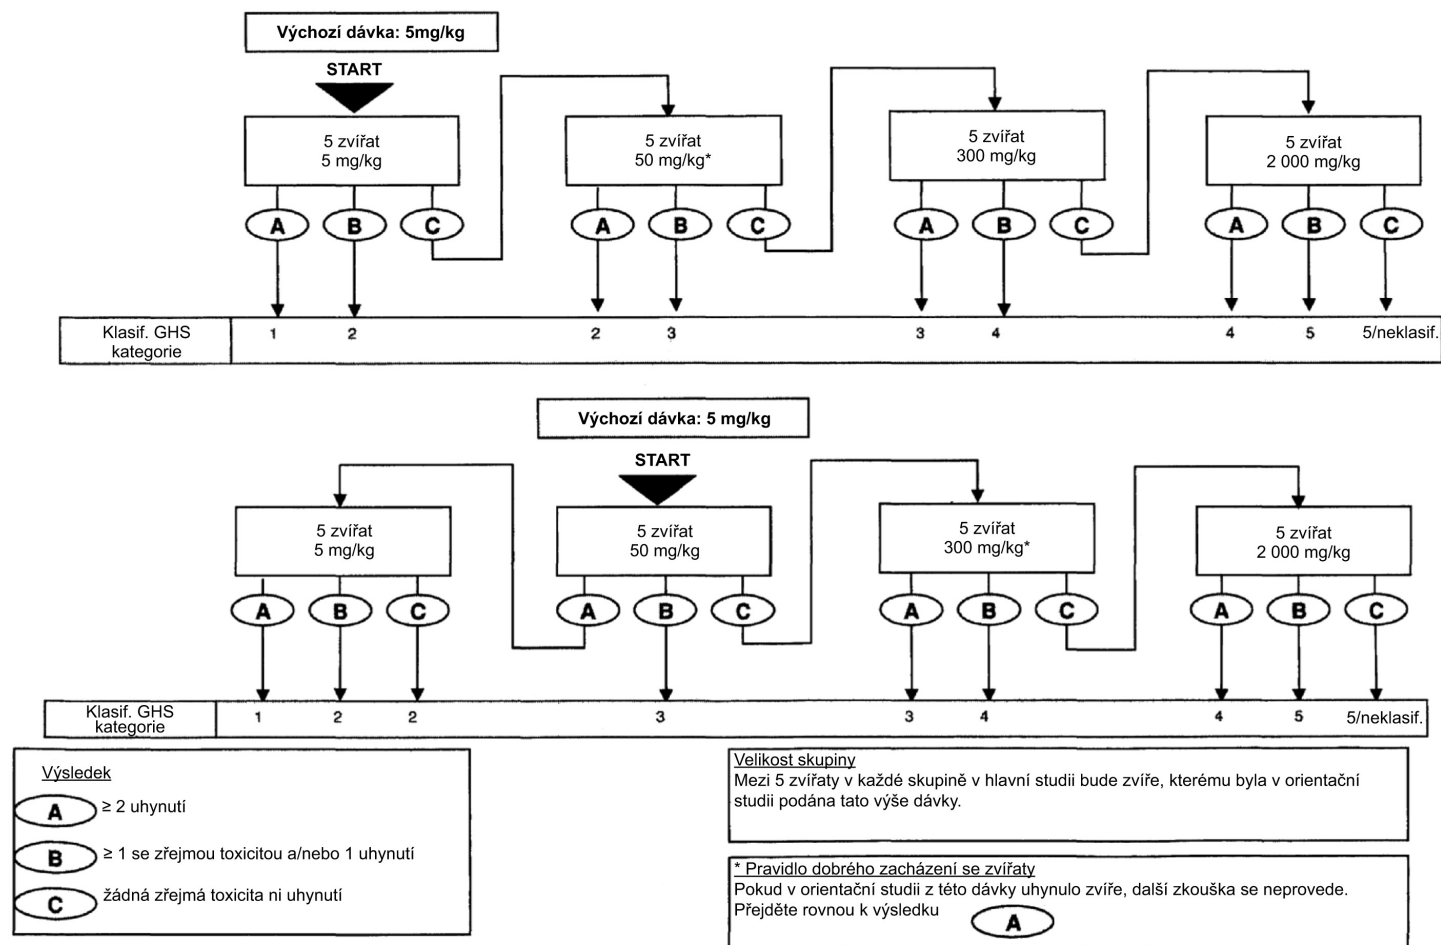 Výchozí dávka: 5mg/kg
START
5 zvířat
5 mg/kg
5 zvířat
50 mg/kg*
5 zvířat
300 mg/kg
5 zvířat
2 000 mg/kg
A B C A B C A B C A B C
Klasif. GHS
kategorie
1 2 2 3 3 4 4 5 5/neklasif.
Výchozí dávka: 5 mg/kg
START
5 zvířat
5 mg/kg
5 zvířat
50 mg/kg
5 zvířat
300 mg/kg*
5 zvířat
2 000 mg/kg
A B C A B C A B C A B C
Klasif. GHS
kategorie
1 2 2 3 3 4 4 5 5/neklasif.
Výsledek
A ≥ 2 uhynutí
B ≥ 1 se zřejmou toxicitou a/nebo 1 uhynutí
C žádná zřejmá toxicita ni uhynutí
Velikost skupiny
Mezi 5 zvířaty v každé skupině v hlavní studii bude zvíře, kterému byla v orientační
studii podána tato výše dávky.
* Pravidlo dobrého zacházení se zvířaty
Pokud v orientační studii z této dávky uhynulo zvíře, další zkouška se neprovede.
Přejděte rovnou k výsledku A